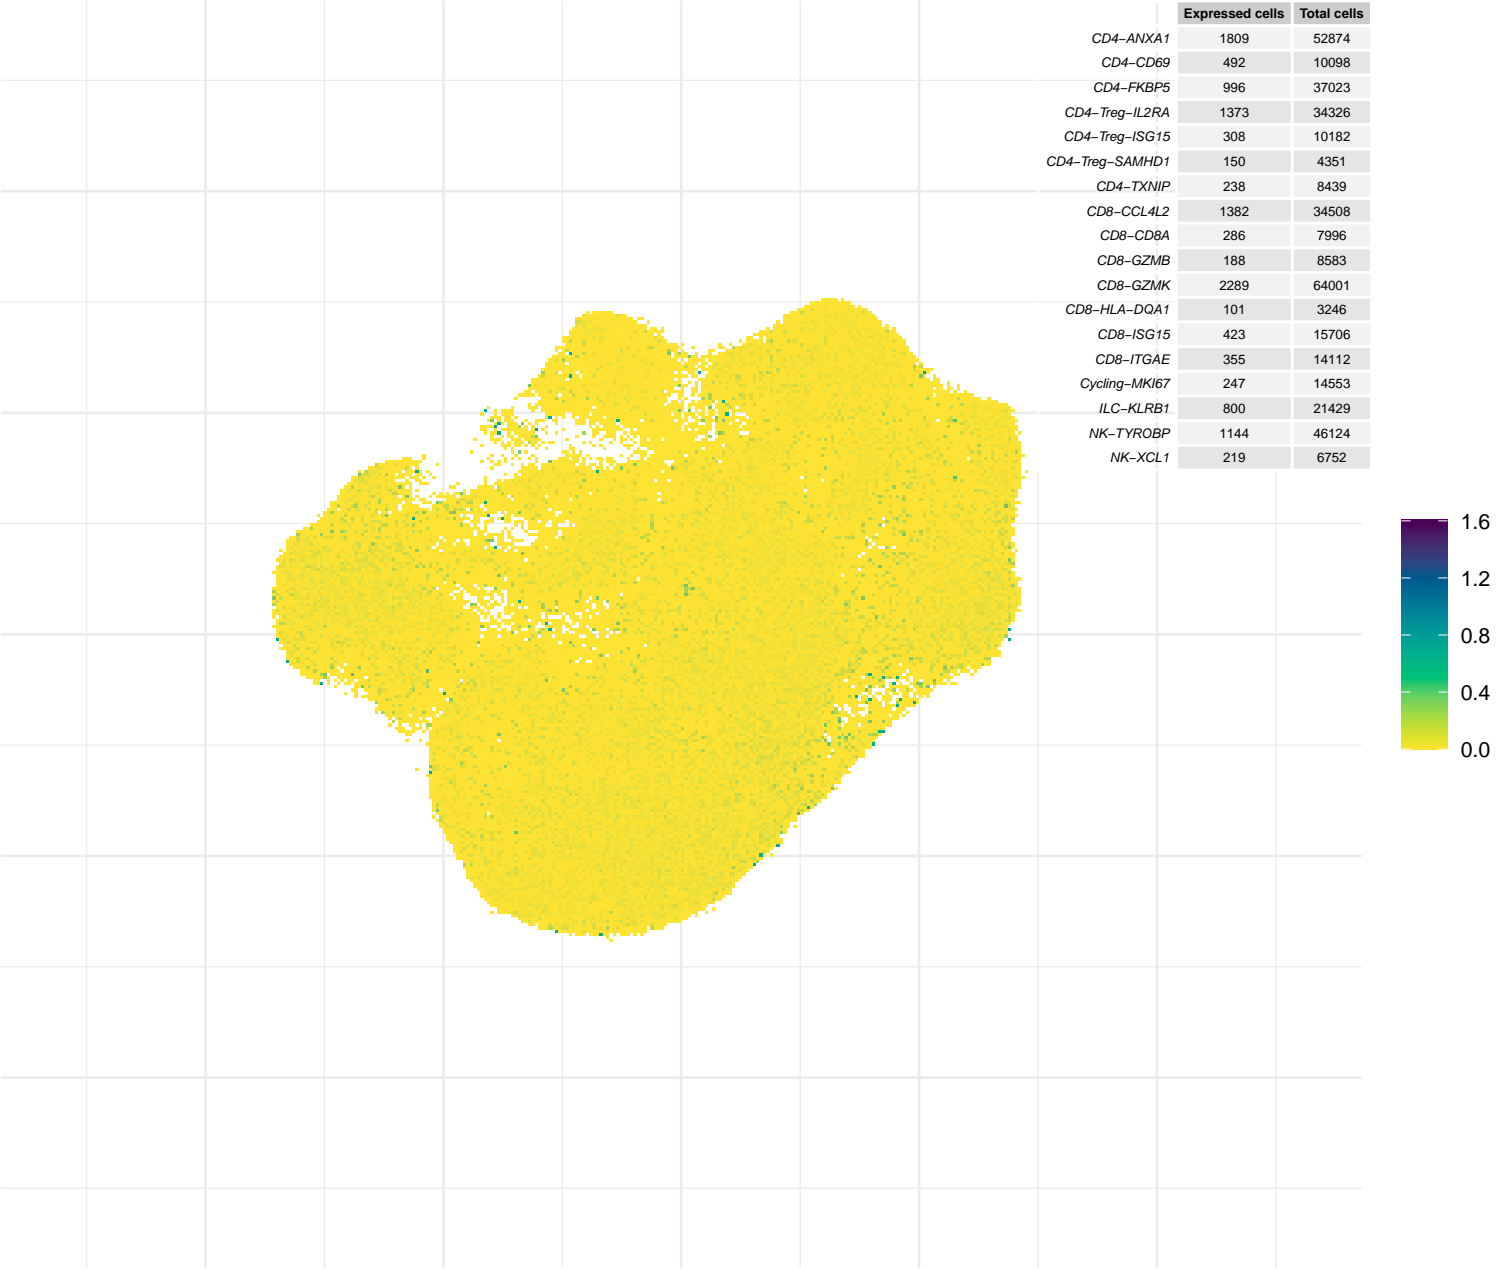 Expressed cells Total cells
CD4−ANXA1 1809 52874
CD4−CD69 492 10098
CD4−FKBP5 996 37023
CD4−Treg−IL2RA 1373 34326
CD4−Treg−ISG15 308 10182
CD4−Treg−SAMHD1 150 4351
CD4−TXNIP 238 8439
CD8−CCL4L2 1382 34508
CD8−CD8A 286 7996
CD8−GZMB 188 8583
CD8−GZMK 2289 64001
CD8−HLA−DQA1 101 3246
CD8−ISG15 423 15706
CD8−ITGAE 355 14112
Cycling−MKI67 247 14553
ILC−KLRB1 800 21429
NK−TYROBP 1144 46124
NK−XCL1 219 6752
1.6
1.2
0.8
0.4
0.0